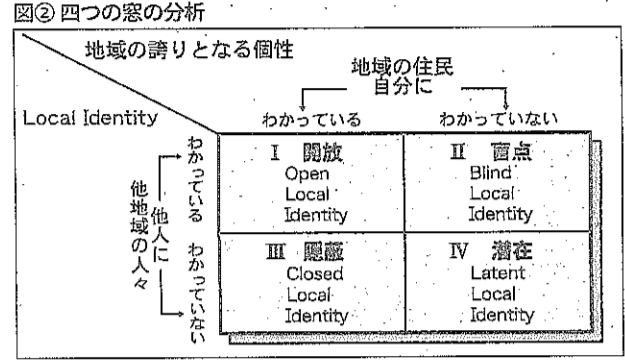 図② 四つの窓の分析
地域の誇りとなる個性
地域の住民
自分に
Local Identity
わかっている
わかっていない
他地域の人々
他人に
わかっている
わかっていない
I 開放
Open
Local
Identity
II 盲点
Blind
Local
Identity
III 隠蔽
Closed
Local
Identity
IV 潜在
Latent
Local
Identity